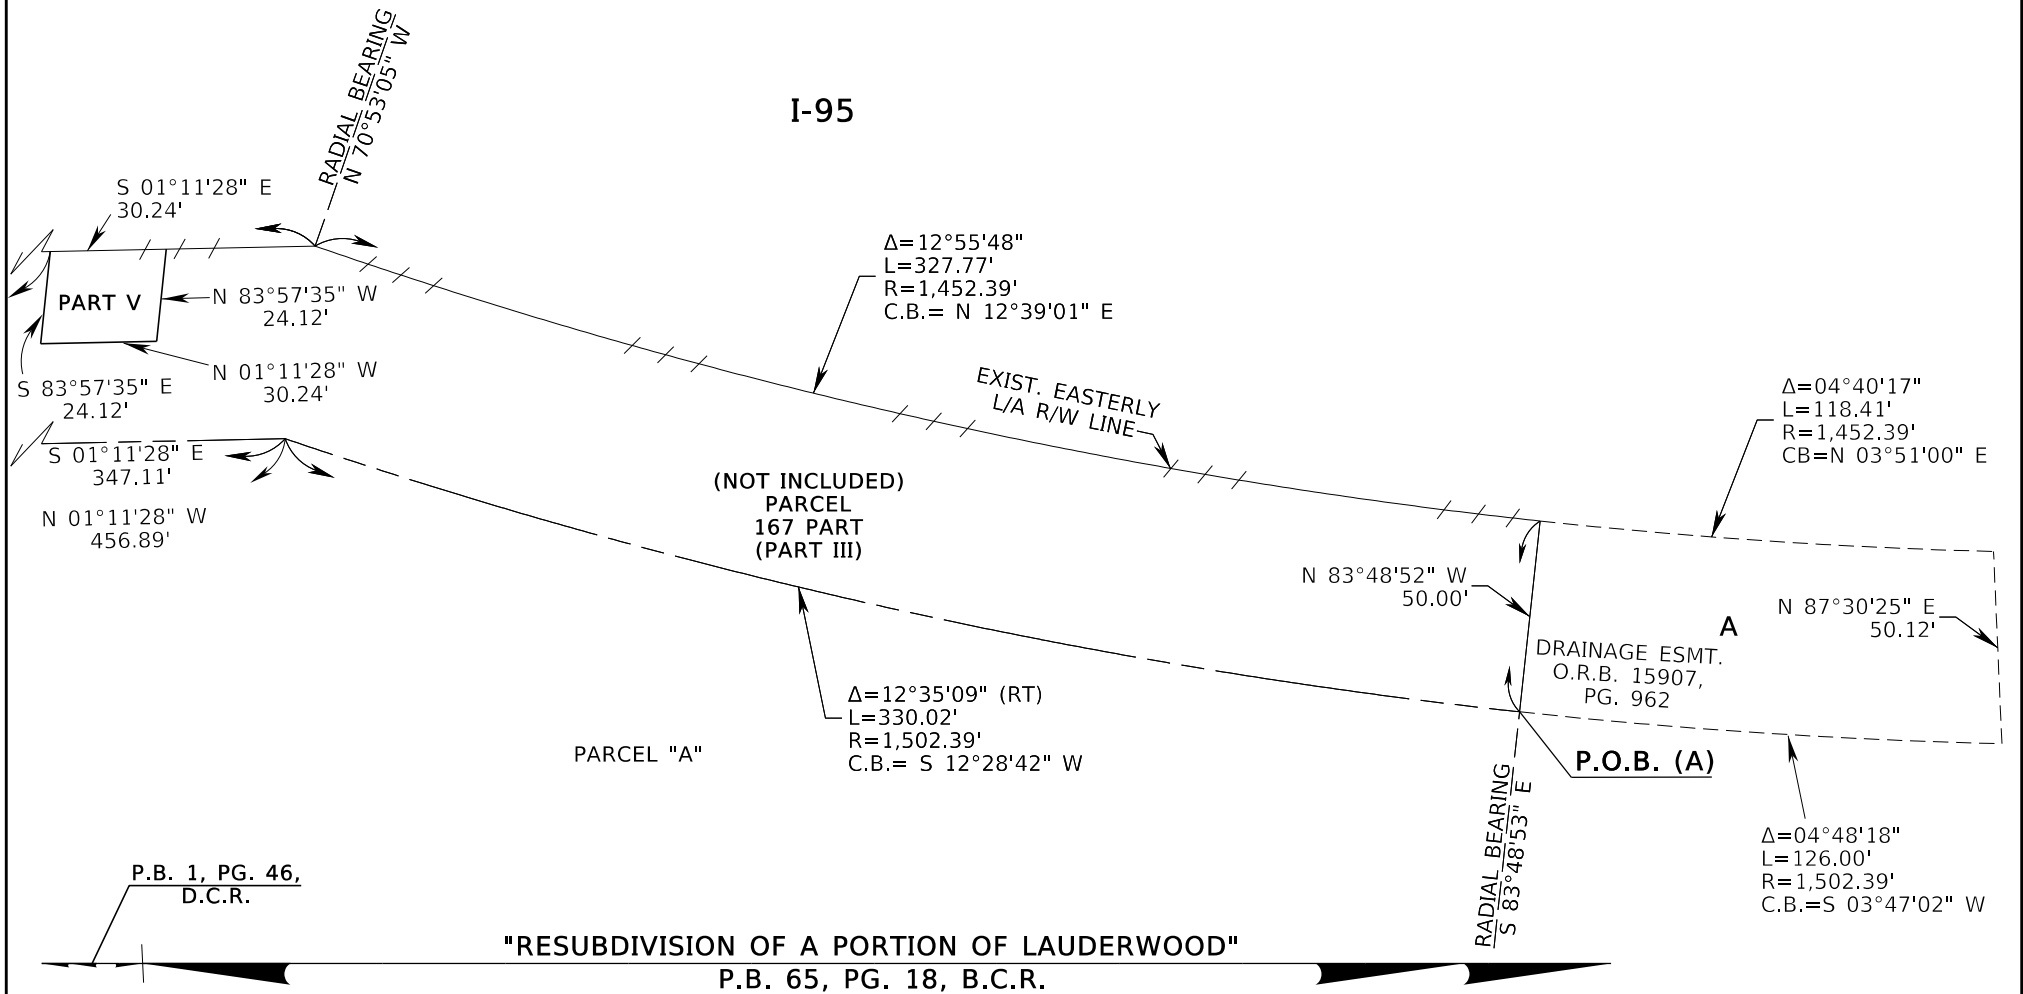 RADIAL BEARING
N 70°53'05" W
I-95
S 01°11'28" E
30.24'
PART V
N 83°57'35" W
24.12'
S 83°57'35" E
24.12'
N 01°11'28" W
30.24'
S 01°11'28" E
347.11'
N 01°11'28" W
456.89'
Δ=12°55'48"
L=327.77'
R=1,452.39'
C.B.= N 12°39'01" E
EXIST. EASTERLY
L/A R/W LINE
(NOT INCLUDED)
PARCEL
167 PART
(PART III)
Δ=04°40'17"
L=118.41'
R=1,452.39'
CB=N 03°51'00" E
N 83°48'52" W
50.00'
A
N 87°30'25" E
50.12'
DRAINAGE ESMT.
O.R.B. 15907,
PG. 962
Δ=12°35'09" (RT)
L=330.02'
R=1,502.39'
C.B.= S 12°28'42" W
PARCEL "A"
P.O.B. (A)
RADIAL BEARING
S 83°48'53" E
Δ=04°48'18"
L=126.00'
R=1,502.39'
C.B.=S 03°47'02" W
P.B. 1, PG. 46,
D.C.R.
"RESUBDIVISION OF A PORTION OF LAUDERWOOD"
P.B. 65, PG. 18, B.C.R.